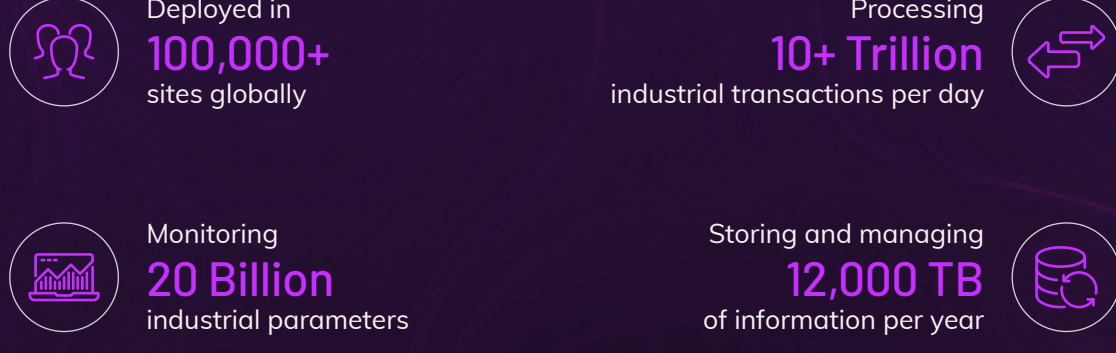 Deployed in
100,000+
sites globally
Processing
10+ Trillion
industrial transactions per day
Monitoring
20 Billion
industrial parameters
Storing and managing
12,000 TB
of information per year